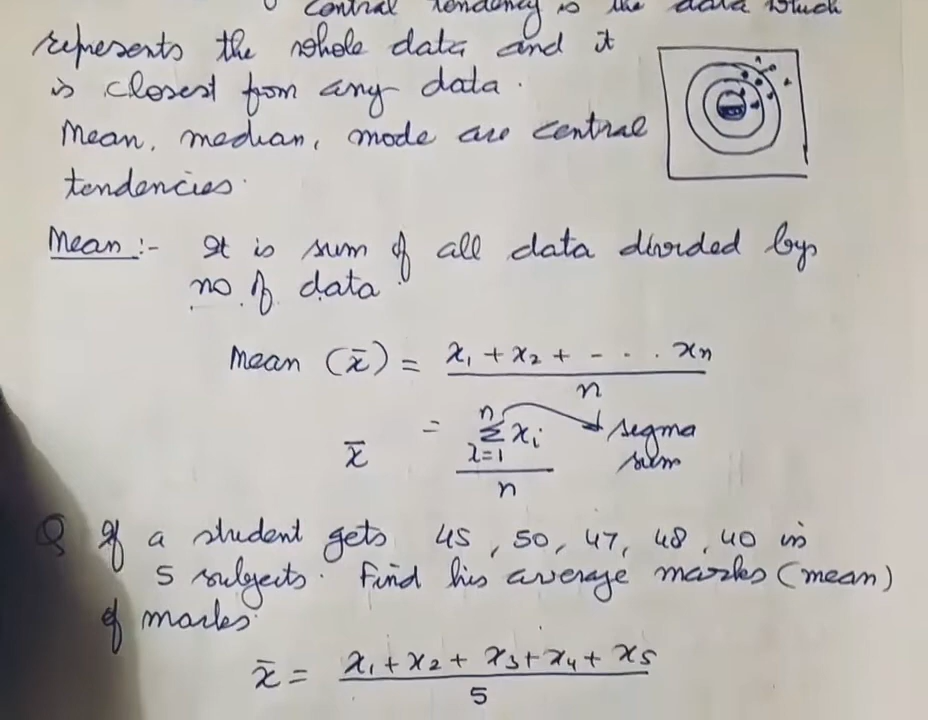 central tendency is the data which
represents the whole data and it
is closest from any data.
Mean, median, mode are central
tendencies.
Mean :- It is sum of all data divided by
no. of data
Mean (x̄) = x₁ + x₂ + - - . . xₙ
n
x̄ = n Σ xᵢ → segma
i=1 sum
n
Q If a student gets 45, 50, 47, 48, 40 in
5 subjects. Find his average marks (mean)
of marks.
x̄ = x₁ + x₂ + x₃ + x₄ + x₅
5